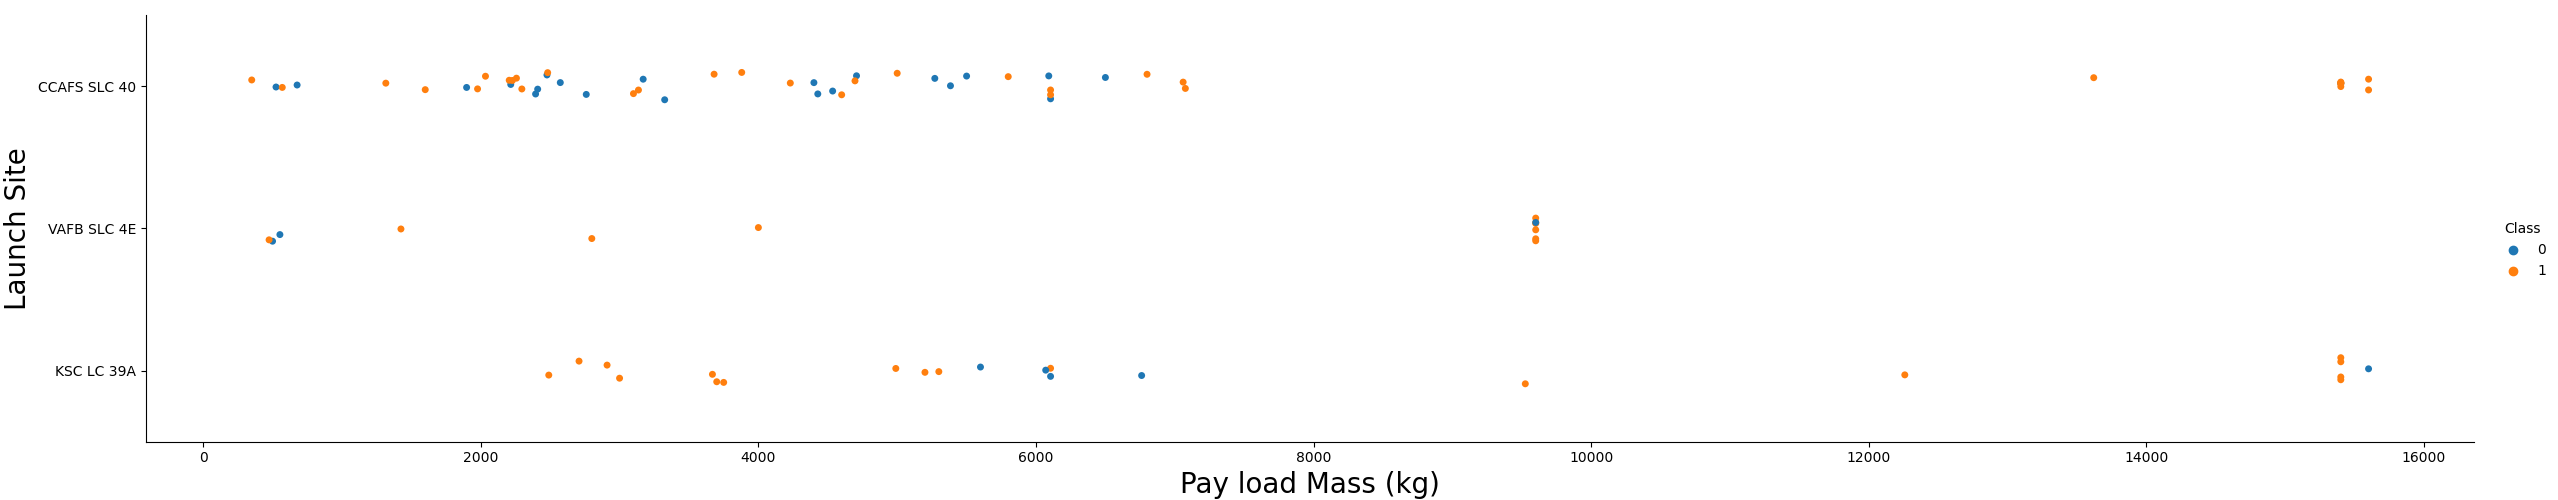 Launch Site
CCAFS SLC 40
VAFB SLC 4E
KSC LC 39A
0 2000 4000 6000 8000 10000 12000 14000 16000
Pay load Mass (kg)
Class
0
1